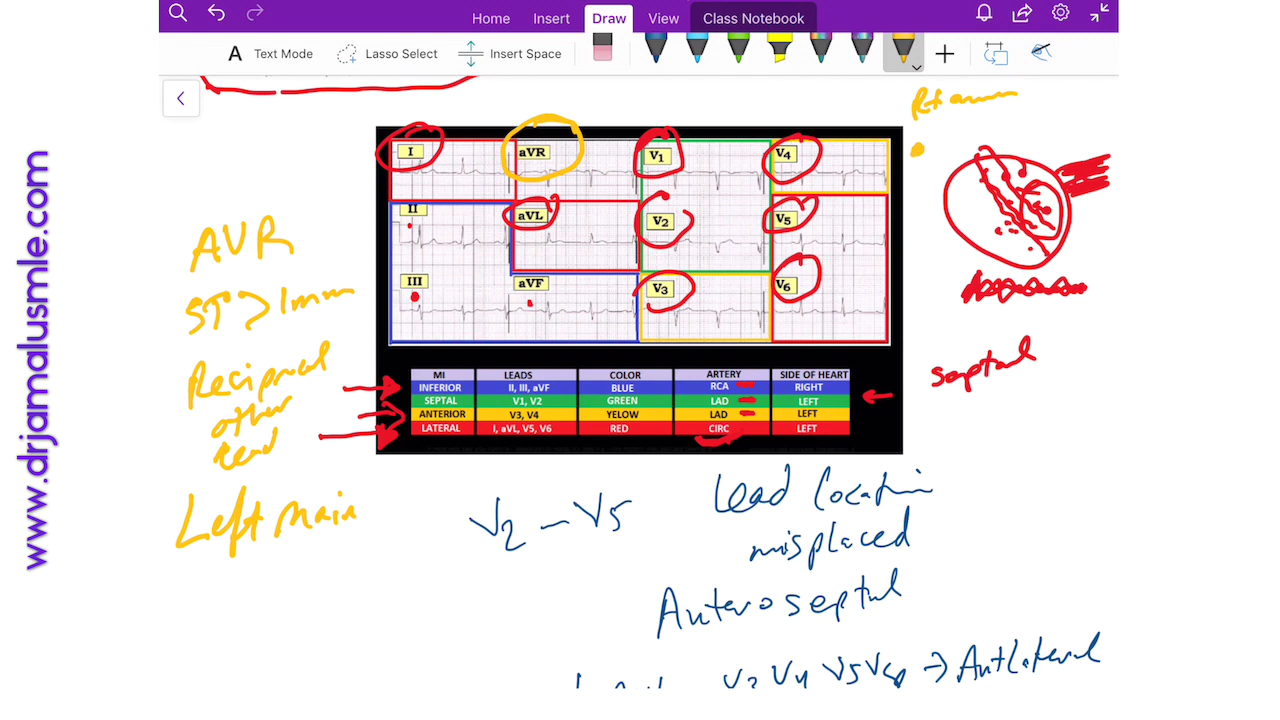 Home Insert Draw View Class Notebook
A Text Mode Lasso Select Insert Space
www.drjamalusmle.com
I aVR V1 V4
II aVL V2 V5
III aVF V3 V6
AVR
ST > 1mm
Reciprocal
other
lead
Left Main
septal
MI LEADS COLOR ARTERY SIDE OF HEART
INFERIOR II, III, aVF BLUE RCA RIGHT
SEPTAL V1, V2 GREEN LAD LEFT
ANTERIOR V3, V4 YELOW LAD LEFT
LATERAL I, aVL, V5, V6 RED CIRC LEFT
V2 - V5
Lead location
misplaced
Anteroseptal
V3 V4 V5 V6 → Antlateral